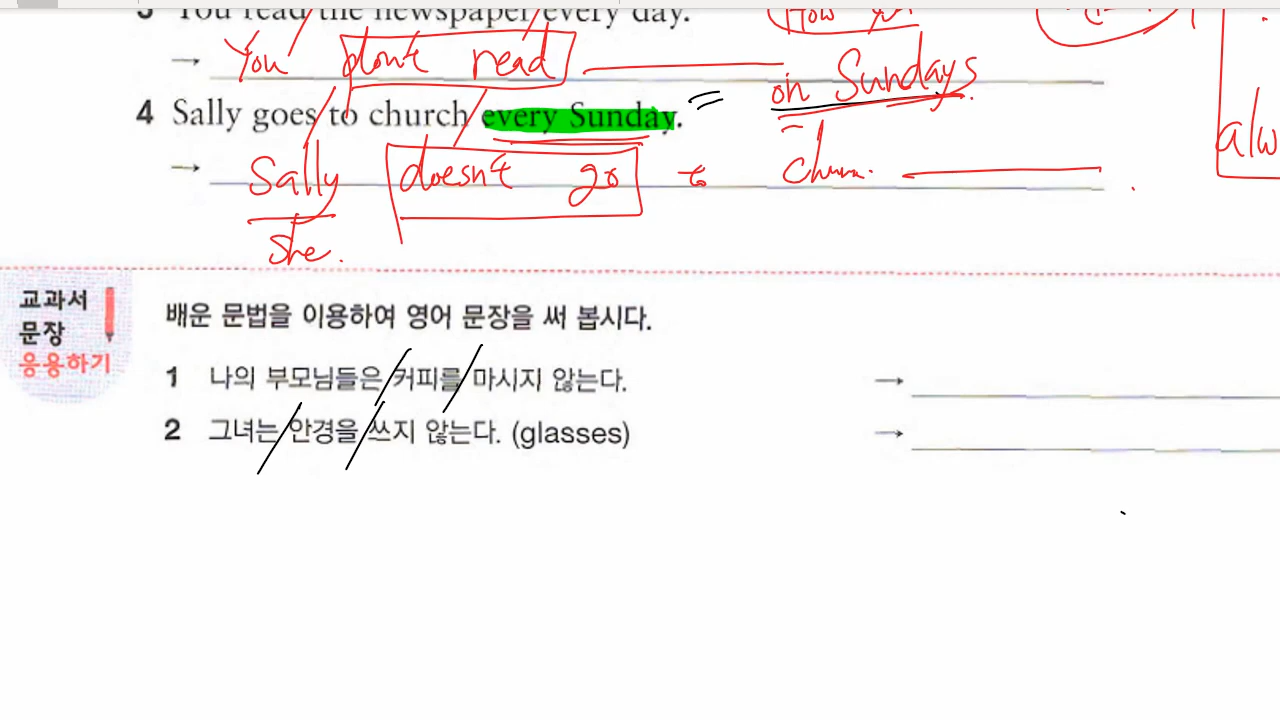 You read the newspaper every day.
→ You don't read
on Sundays.
4 Sally goes to church every Sunday. =
→ Sally doesn't go to
she.
교과서
문장
응용하기
배운 문법을 이용하여 영어 문장을 써 봅시다.
1 나의 부모님들은 커피를 마시지 않는다. →
2 그녀는 안경을 쓰지 않는다. (glasses) →